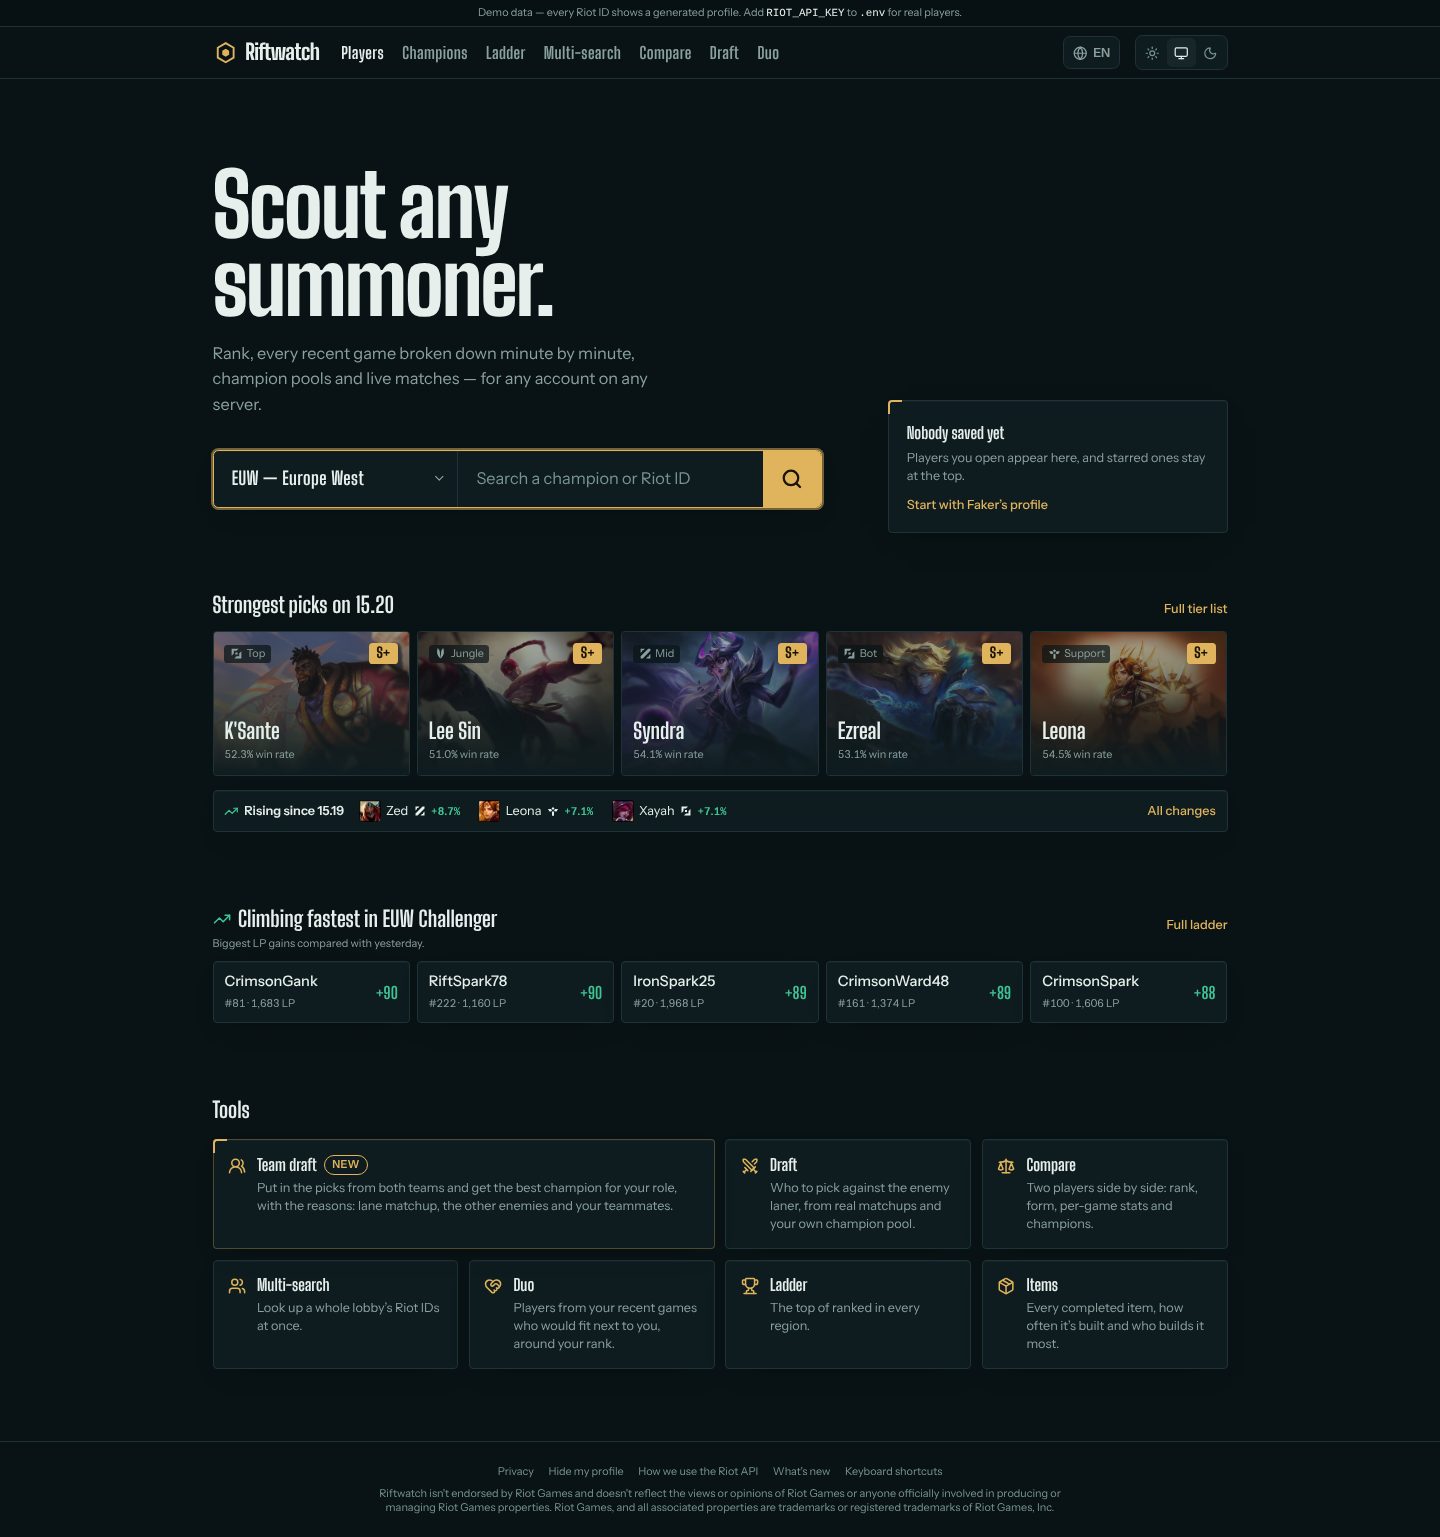 Demo data — every Riot ID shows a generated profile. Add RIOT_API_KEY to .env for real players.
Riftwatch Players Champions Ladder Multi-search Compare Draft Duo EN
Scout any
summoner.
Rank, every recent game broken down minute by minute,
champion pools and live matches — for any account on any
server.
EUW — Europe West Search a champion or Riot ID
Nobody saved yet
Players you open appear here, and starred ones stay
at the top.
Start with Faker's profile
Strongest picks on 15.20 Full tier list
Top S+ Jungle S+ Mid S+ Bot S+ Support S+
K'Sante Lee Sin Syndra Ezreal Leona
52.3% win rate 51.0% win rate 54.1% win rate 53.1% win rate 54.5% win rate
Rising since 15.19 Zed +8.7% Leona +7.1% Xayah +7.1% All changes
Climbing fastest in EUW Challenger Full ladder
Biggest LP gains compared with yesterday.
CrimsonGank
#81 · 1,683 LP
+90
RiftSpark78
#222 · 1,160 LP
+90
IronSpark25
#20 · 1,968 LP
+89
CrimsonWard48
#161 · 1,374 LP
+89
CrimsonSpark
#100 · 1,606 LP
+88
Tools
Team draft NEW
Put in the picks from both teams and get the best champion for your role,
with the reasons: lane matchup, the other enemies and your teammates.
Draft
Who to pick against the enemy
laner, from real matchups and
your own champion pool.
Compare
Two players side by side: rank,
form, per-game stats and
champions.
Multi-search
Look up a whole lobby's Riot IDs
at once.
Duo
Players from your recent games
who would fit next to you,
around your rank.
Ladder
The top of ranked in every
region.
Items
Every completed item, how
often it's built and who builds it
most.
Privacy Hide my profile How we use the Riot API What's new Keyboard shortcuts
Riftwatch isn't endorsed by Riot Games and doesn't reflect the views or opinions of Riot Games or anyone officially involved in producing or
managing Riot Games properties. Riot Games, and all associated properties are trademarks or registered trademarks of Riot Games, Inc.